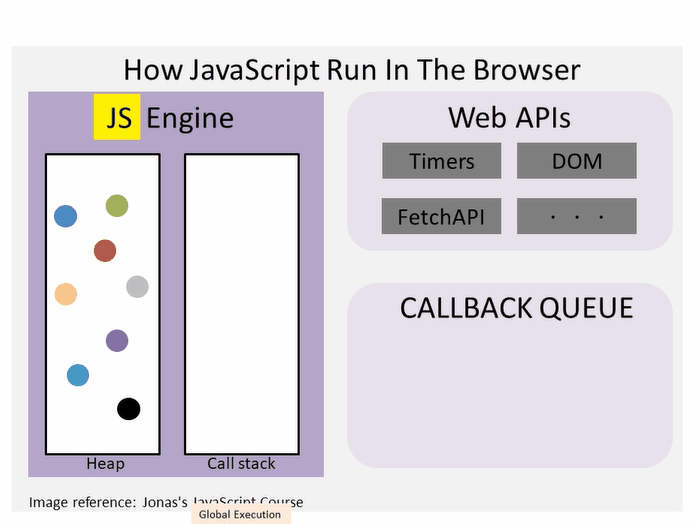 How JavaScript Run In The Browser
JS Engine
Web APIs
Timers
DOM
FetchAPI
. . .
CALLBACK QUEUE
Heap
Call stack
Image reference: Jonas's JavaScript Course
Global Execution